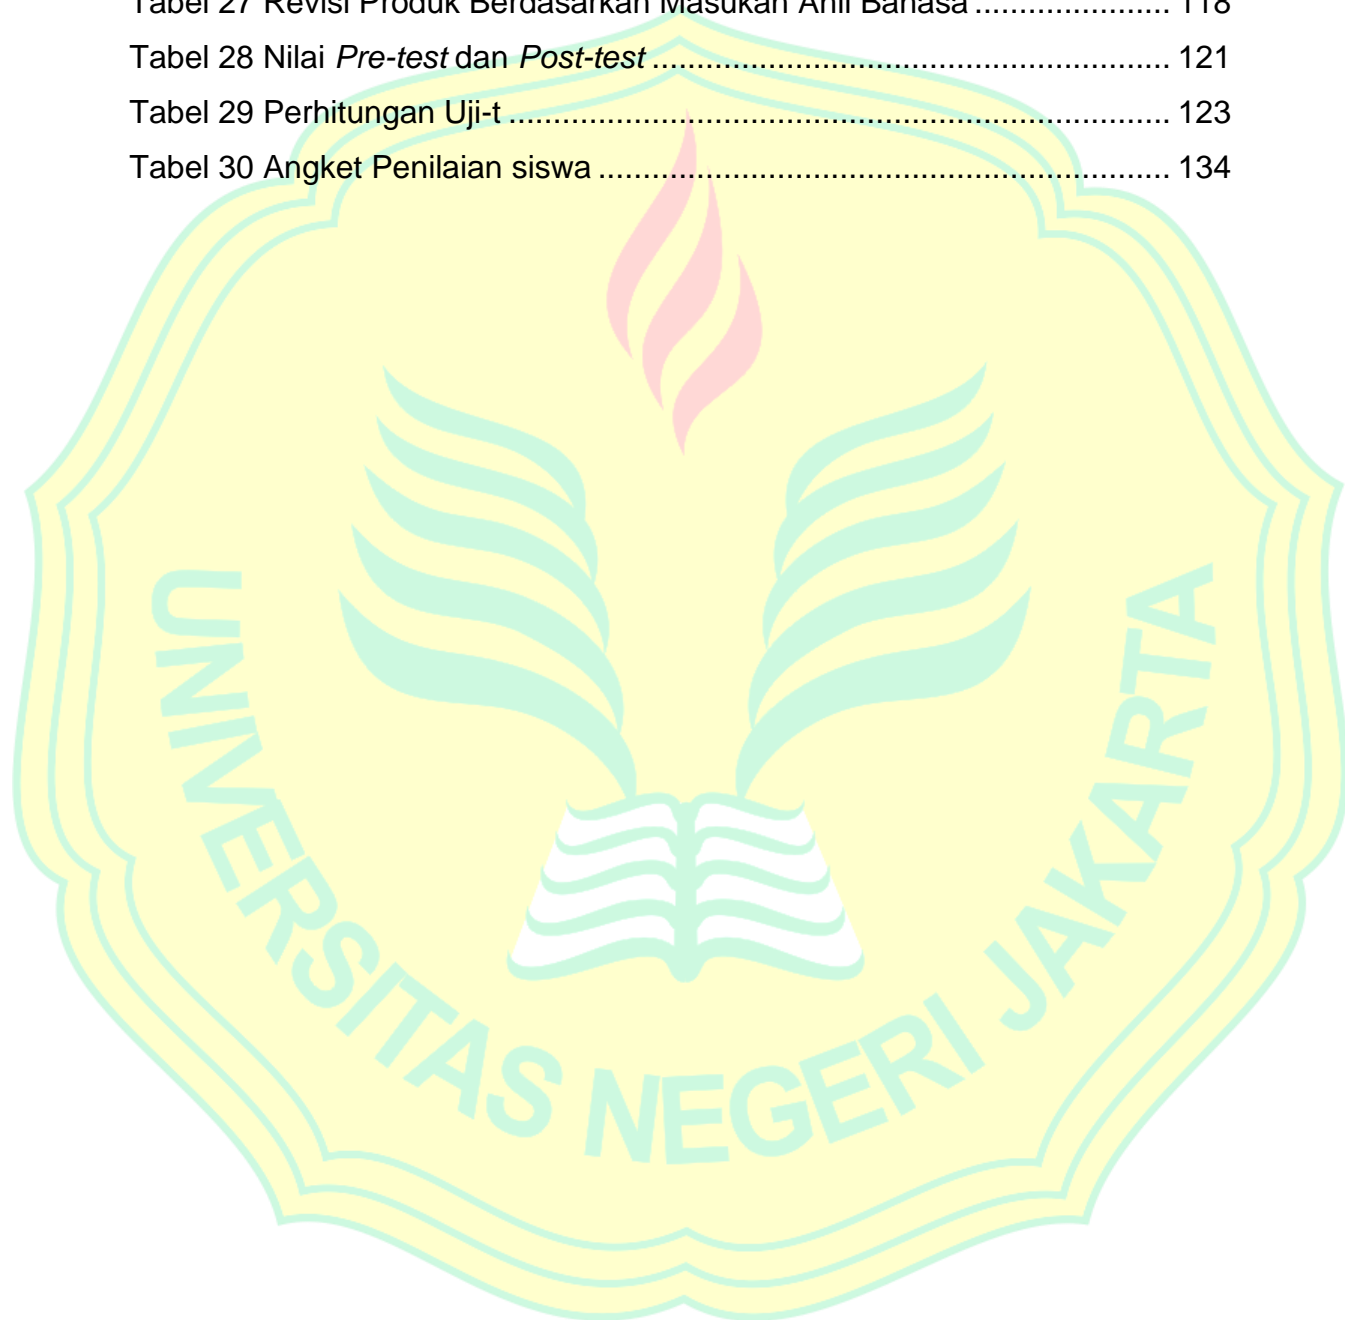 Tabel 27 Revisi Produk Berdasarkan Masukan Ahli Bahasa ..................... 118
Tabel 28 Nilai Pre-test dan Post-test ........................................................ 121
Tabel 29 Perhitungan Uji-t ........................................................................ 123
Tabel 30 Angket Penilaian siswa .............................................................. 134
UNIVERSITAS NEGERI JAKARTA